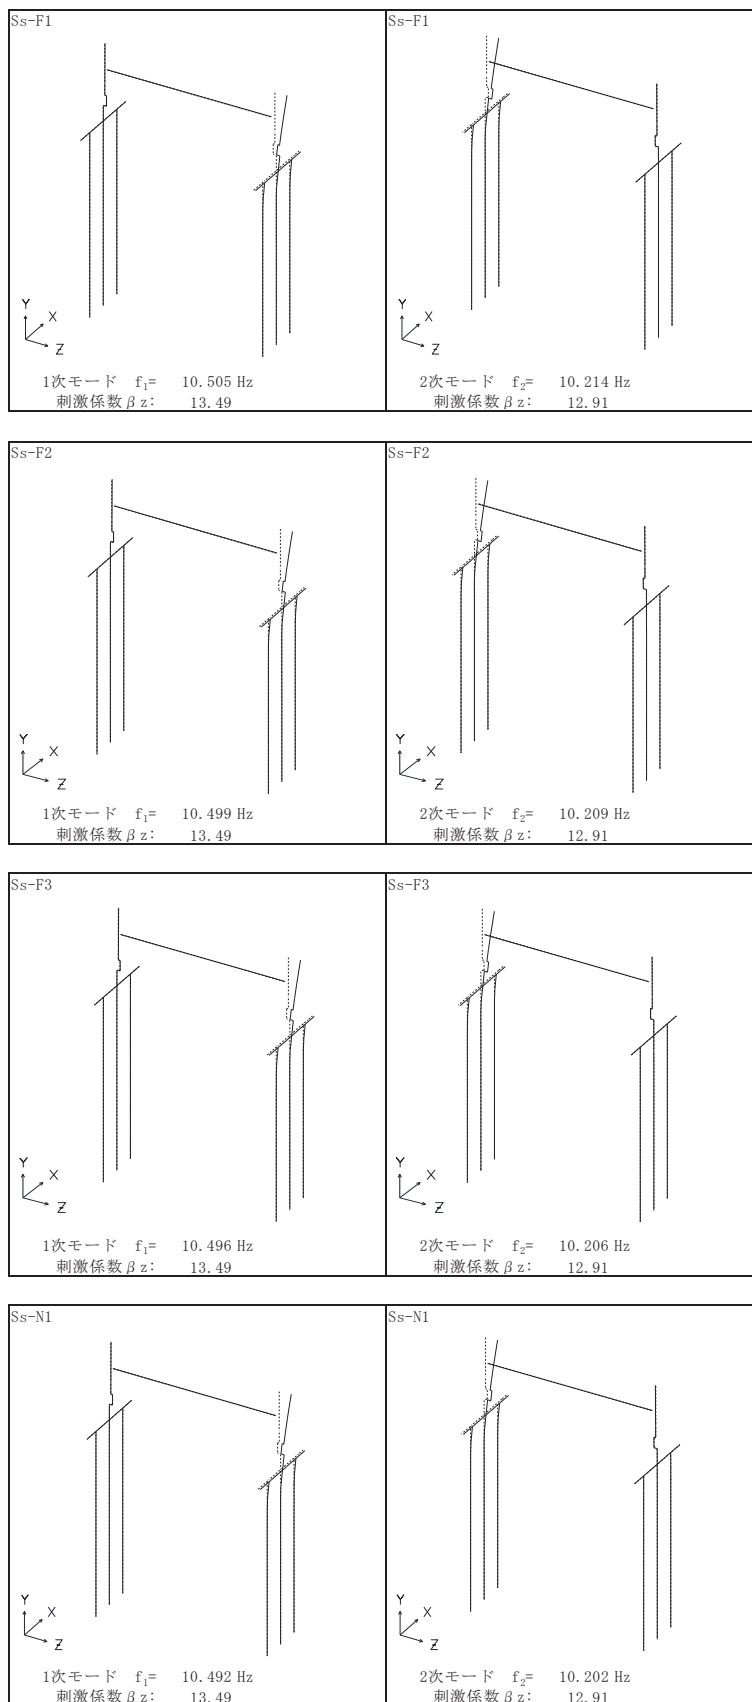 Ss-F1
Y
X
Z
1次モード f₁= 10.505 Hz
刺激係数βz: 13.49
Ss-F1
Y
X
Z
2次モード f₂= 10.214 Hz
刺激係数βz: 12.91
Ss-F2
Y
X
Z
1次モード f₁= 10.499 Hz
刺激係数βz: 13.49
Ss-F2
Y
X
Z
2次モード f₂= 10.209 Hz
刺激係数βz: 12.91
Ss-F3
Y
X
Z
1次モード f₁= 10.496 Hz
刺激係数βz: 13.49
Ss-F3
Y
X
Z
2次モード f₂= 10.206 Hz
刺激係数βz: 12.91
Ss-N1
Y
X
Z
1次モード f₁= 10.492 Hz
刺激係数βz: 13.49
Ss-N1
Y
X
Z
2次モード f₂= 10.202 Hz
刺激係数βz: 12.91